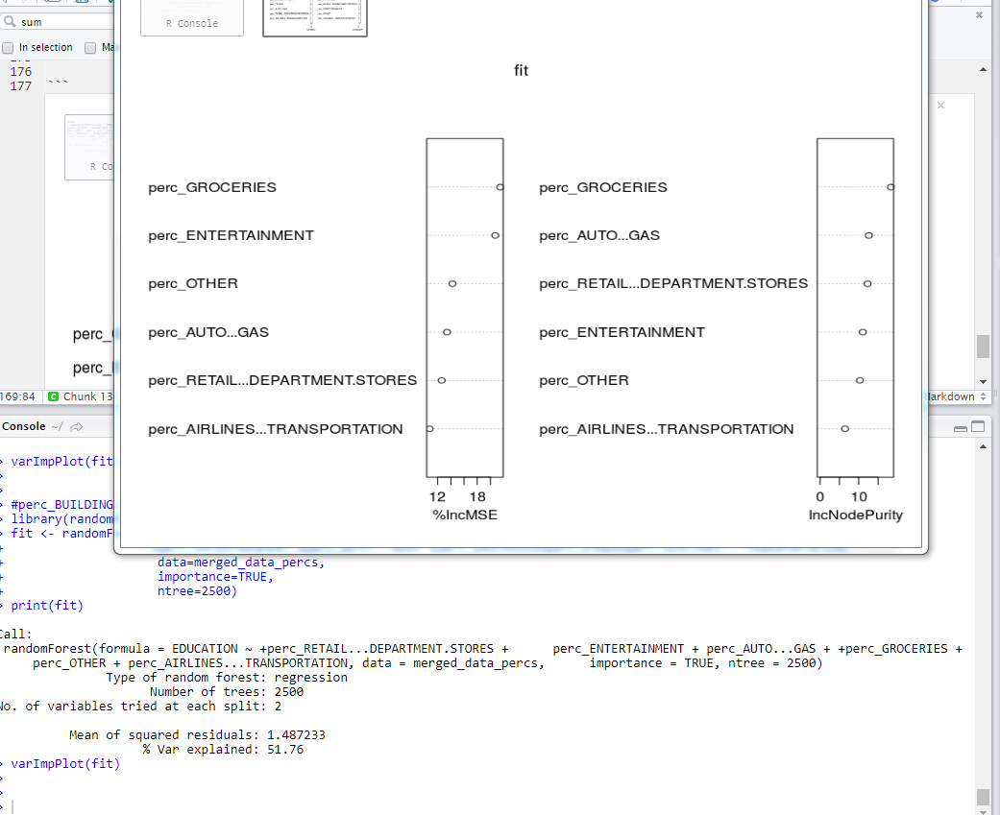 sum
R Console
In selection
Ma
176
177 ```
fit
R Co
perc_GROCERIES
perc_ENTERTAINMENT
perc_OTHER
perc_AUTO...GAS
perc_RETAIL...DEPARTMENT.STORES
perc_AIRLINES...TRANSPORTATION
12 18
%IncMSE
perc_GROCERIES
perc_AUTO...GAS
perc_RETAIL...DEPARTMENT.STORES
perc_ENTERTAINMENT
perc_OTHER
perc_AIRLINES...TRANSPORTATION
0 10
IncNodePurity
perc_
perc_
169:84 C Chunk 13
arkdown
Console ~/
> varImpPlot(fit
>
>
> #perc_BUILDING
> library(random
> fit <- randomF
+
+ data=merged_data_percs,
+ importance=TRUE,
+ ntree=2500)
> print(fit)
Call:
randomForest(formula = EDUCATION ~ +perc_RETAIL...DEPARTMENT.STORES + perc_ENTERTAINMENT + perc_AUTO...GAS + +perc_GROCERIES +
perc_OTHER + perc_AIRLINES...TRANSPORTATION, data = merged_data_percs, importance = TRUE, ntree = 2500)
Type of random forest: regression
Number of trees: 2500
No. of variables tried at each split: 2
Mean of squared residuals: 1.487233
% Var explained: 51.76
> varImpPlot(fit)
>
>
>